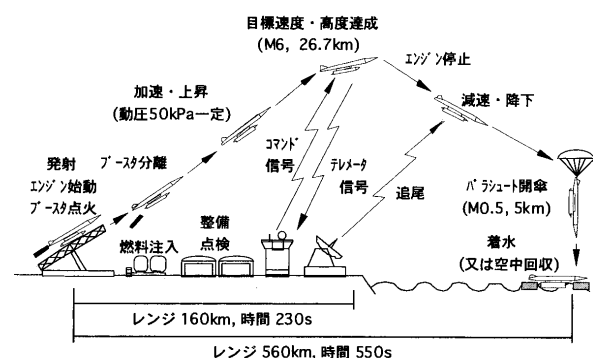 目標速度・高度達成
(M6, 26.7km)
エンジン停止
加速・上昇
(動圧50kPa一定)
減速・降下
コマンド
信号
テレメータ
信号
追尾
発射
エンジン始動
ブースタ点火
ブースタ分離
パラシュート開傘
(M0.5, 5km)
燃料注入
整備
点検
着水
(又は空中回収)
レンジ 160km, 時間 230s
レンジ 560km, 時間 550s